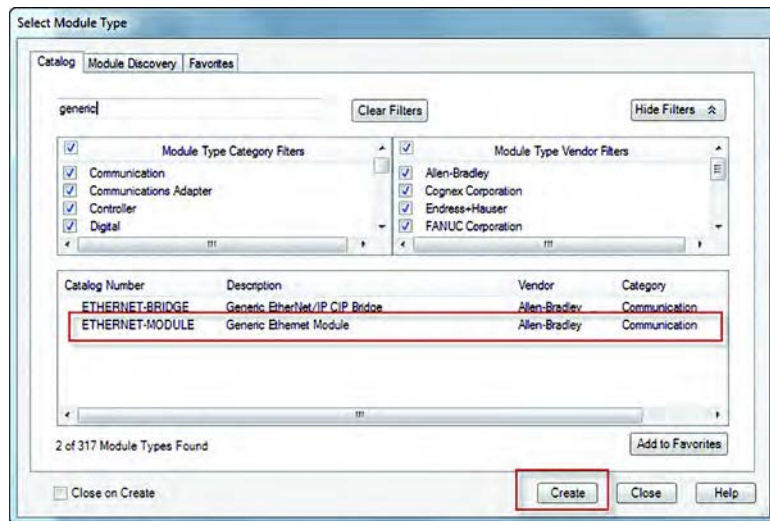 Select Module Type
Catalog Module Discovery Favorites
generic Clear Filters Hide Filters
Module Type Category Filters Module Type Vendor Filters
Communication Allen-Bradley
Communications Adapter Cognex Corporation
Controller Endress+Hauser
Digital FANUC Corporation
Catalog Number Description Vendor Category
ETHERNET-BRIDGE Generic EtherNet/IP CIP Bridge Allen-Bradley Communication
ETHERNET-MODULE Generic Ethernet Module Allen-Bradley Communication
2 of 317 Module Types Found Add to Favorites
Close on Create Create Close Help